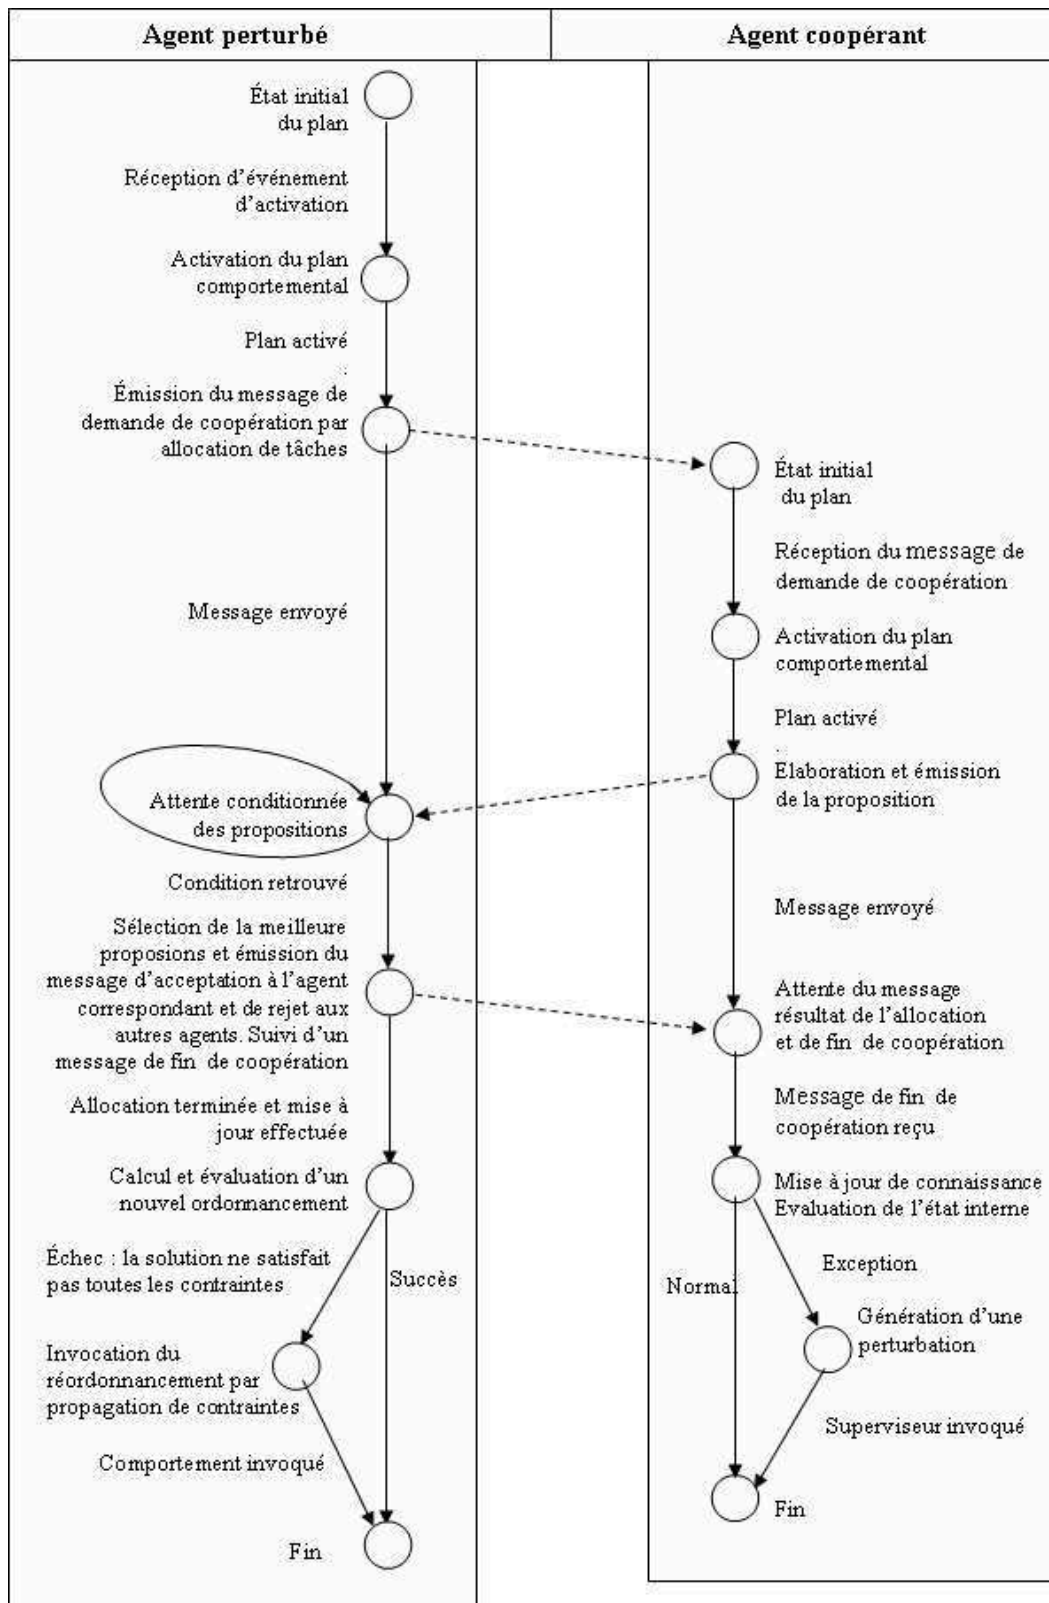 Agent perturbé
Agent coopérant
État initial
du plan
Réception d'événement
d'activation
Activation du plan
comportemental
Plan activé
:
Émission du message de
demande de coopération par
allocation de tâches
Message envoyé
Attente conditionnée
des propositions
Condition retrouvé
Sélection de la meilleure
proposions et émission du
message d'acceptation à l'agent
correspondant et de rejet aux
autres agents. Suivi d'un
message de fin de coopération
Allocation terminée et mise à
jour effectuée
Calcul et évaluation d'un
nouvel ordonnancement
Échec : la solution ne satisfait
pas toutes les contraintes
Succès
Invocation du
réordonnancement par
propagation de contraintes
Comportement invoqué
Fin
État initial
du plan
Réception du message de
demande de coopération
Activation du plan
comportemental
Plan activé
.
Elaboration et émission
de la proposition
Message envoyé
Attente du message
résultat de l'allocation
et de fin de coopération
Message de fin de
coopération reçu
Mise à jour de connaissance
Evaluation de l'état interne
Exception
Normal
Génération d'une
perturbation
Superviseur invoqué
Fin